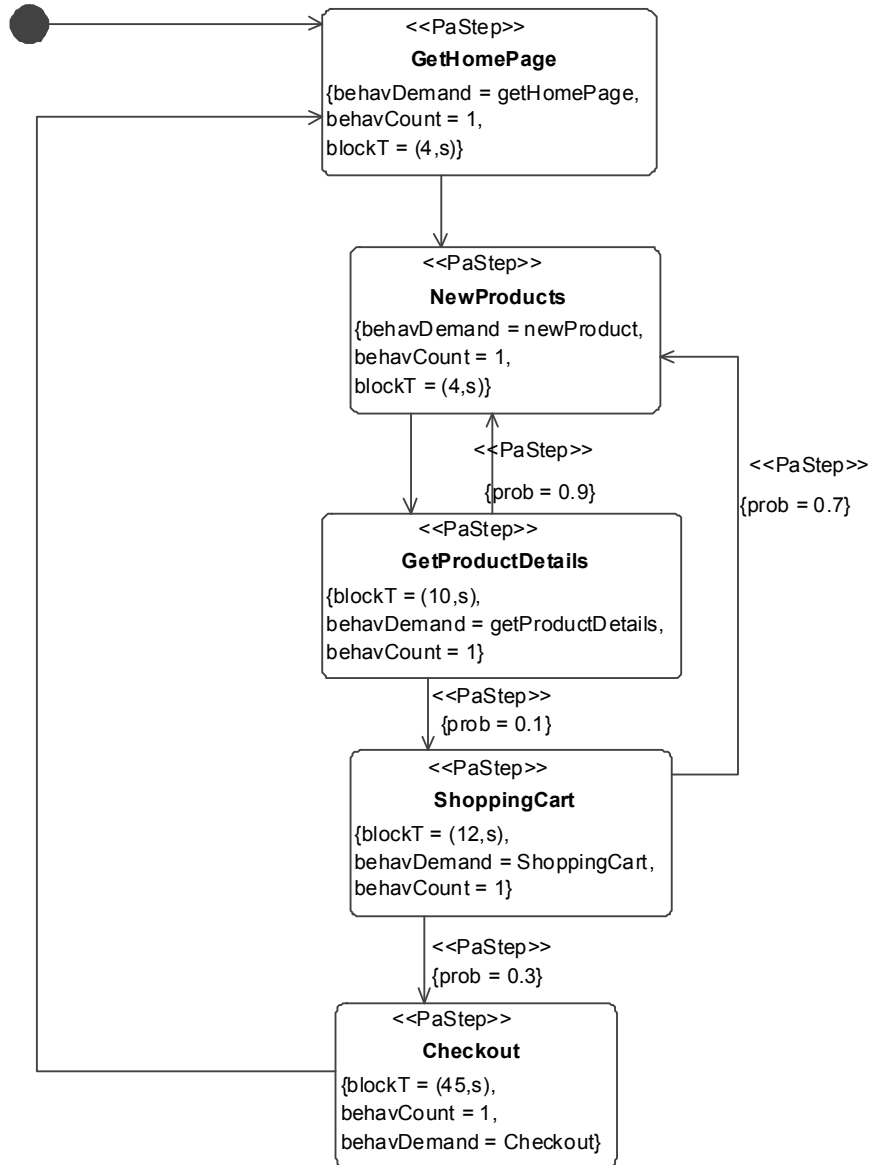 <<PaStep>>
GetHomePage
{behavDemand = getHomePage,
behavCount = 1,
blockT = (4,s)}
<<PaStep>>
NewProducts
{behavDemand = newProduct,
behavCount = 1,
blockT = (4,s)}
<<PaStep>>
{prob = 0.9}
<<PaStep>>
{prob = 0.7}
<<PaStep>>
GetProductDetails
{blockT = (10,s),
behavDemand = getProductDetails,
behavCount = 1}
<<PaStep>>
{prob = 0.1}
<<PaStep>>
ShoppingCart
{blockT = (12,s),
behavDemand = ShoppingCart,
behavCount = 1}
<<PaStep>>
{prob = 0.3}
<<PaStep>>
Checkout
{blockT = (45,s),
behavCount = 1,
behavDemand = Checkout}